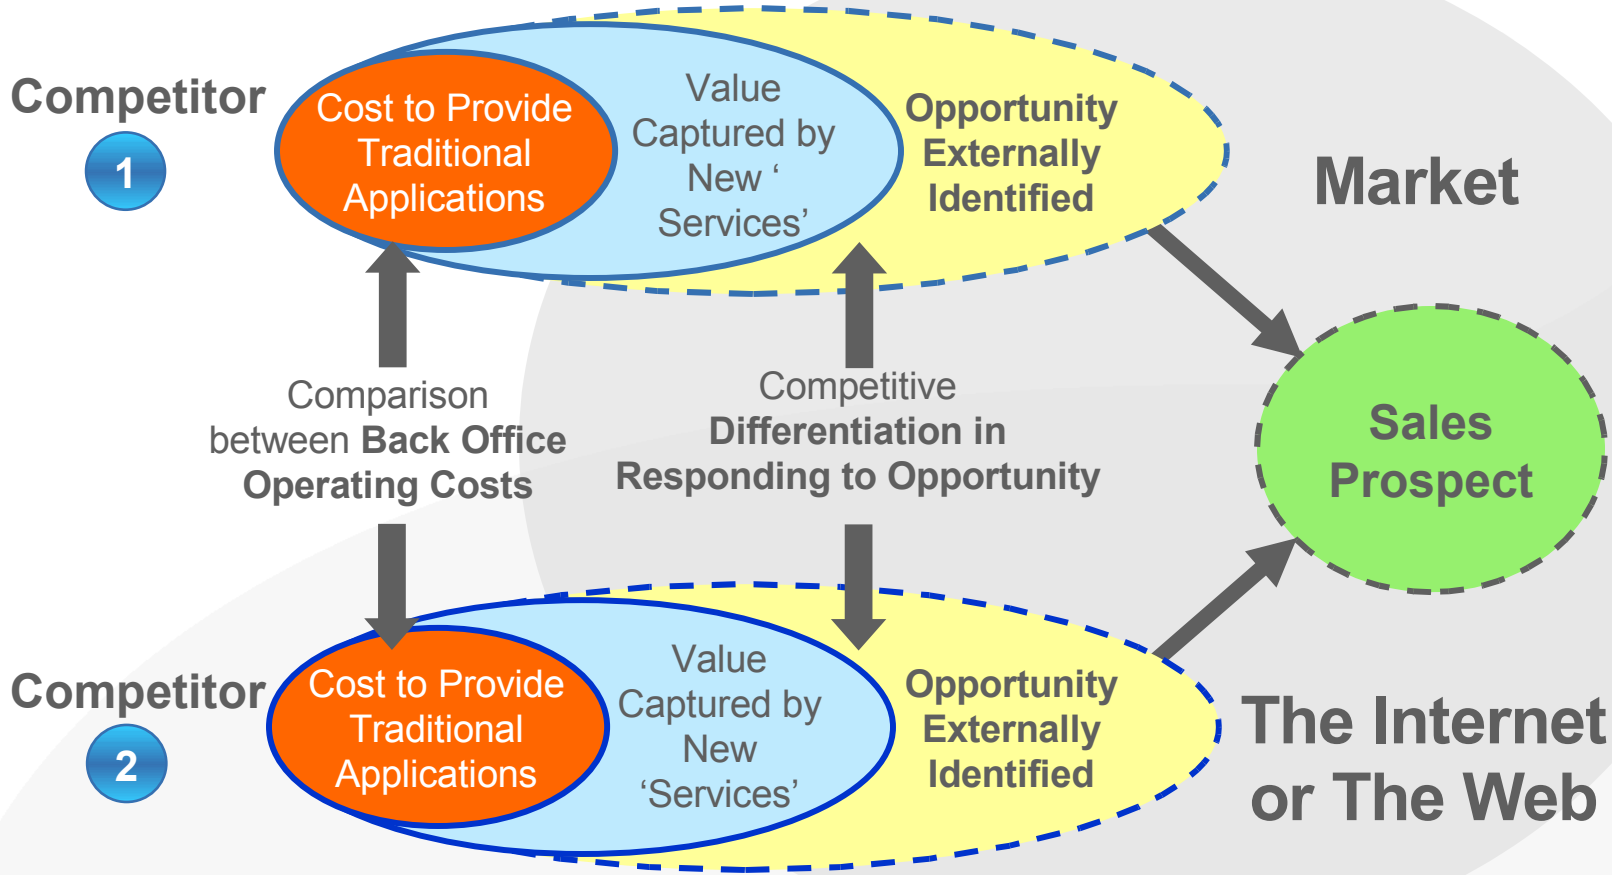 Competitor
1
Cost to Provide
Traditional
Applications
Value
Captured by
New ‘
Services’
Opportunity
Externally
Identified
Market
Comparison
between Back Office
Operating Costs
Competitive
Differentiation in
Responding to Opportunity
Sales
Prospect
Competitor
2
Cost to Provide
Traditional
Applications
Value
Captured by
New
‘Services’
Opportunity
Externally
Identified
The Internet
or The Web